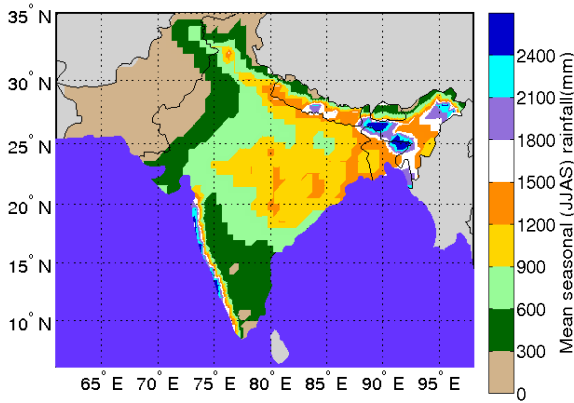 35° N
30° N
25° N
20° N
15° N
10° N
65° E
70° E
75° E
80° E
85° E
90° E
95° E
2400
2100
1800
1500
1200
900
600
300
0
Mean seasonal (JJAS) rainfall(mm)